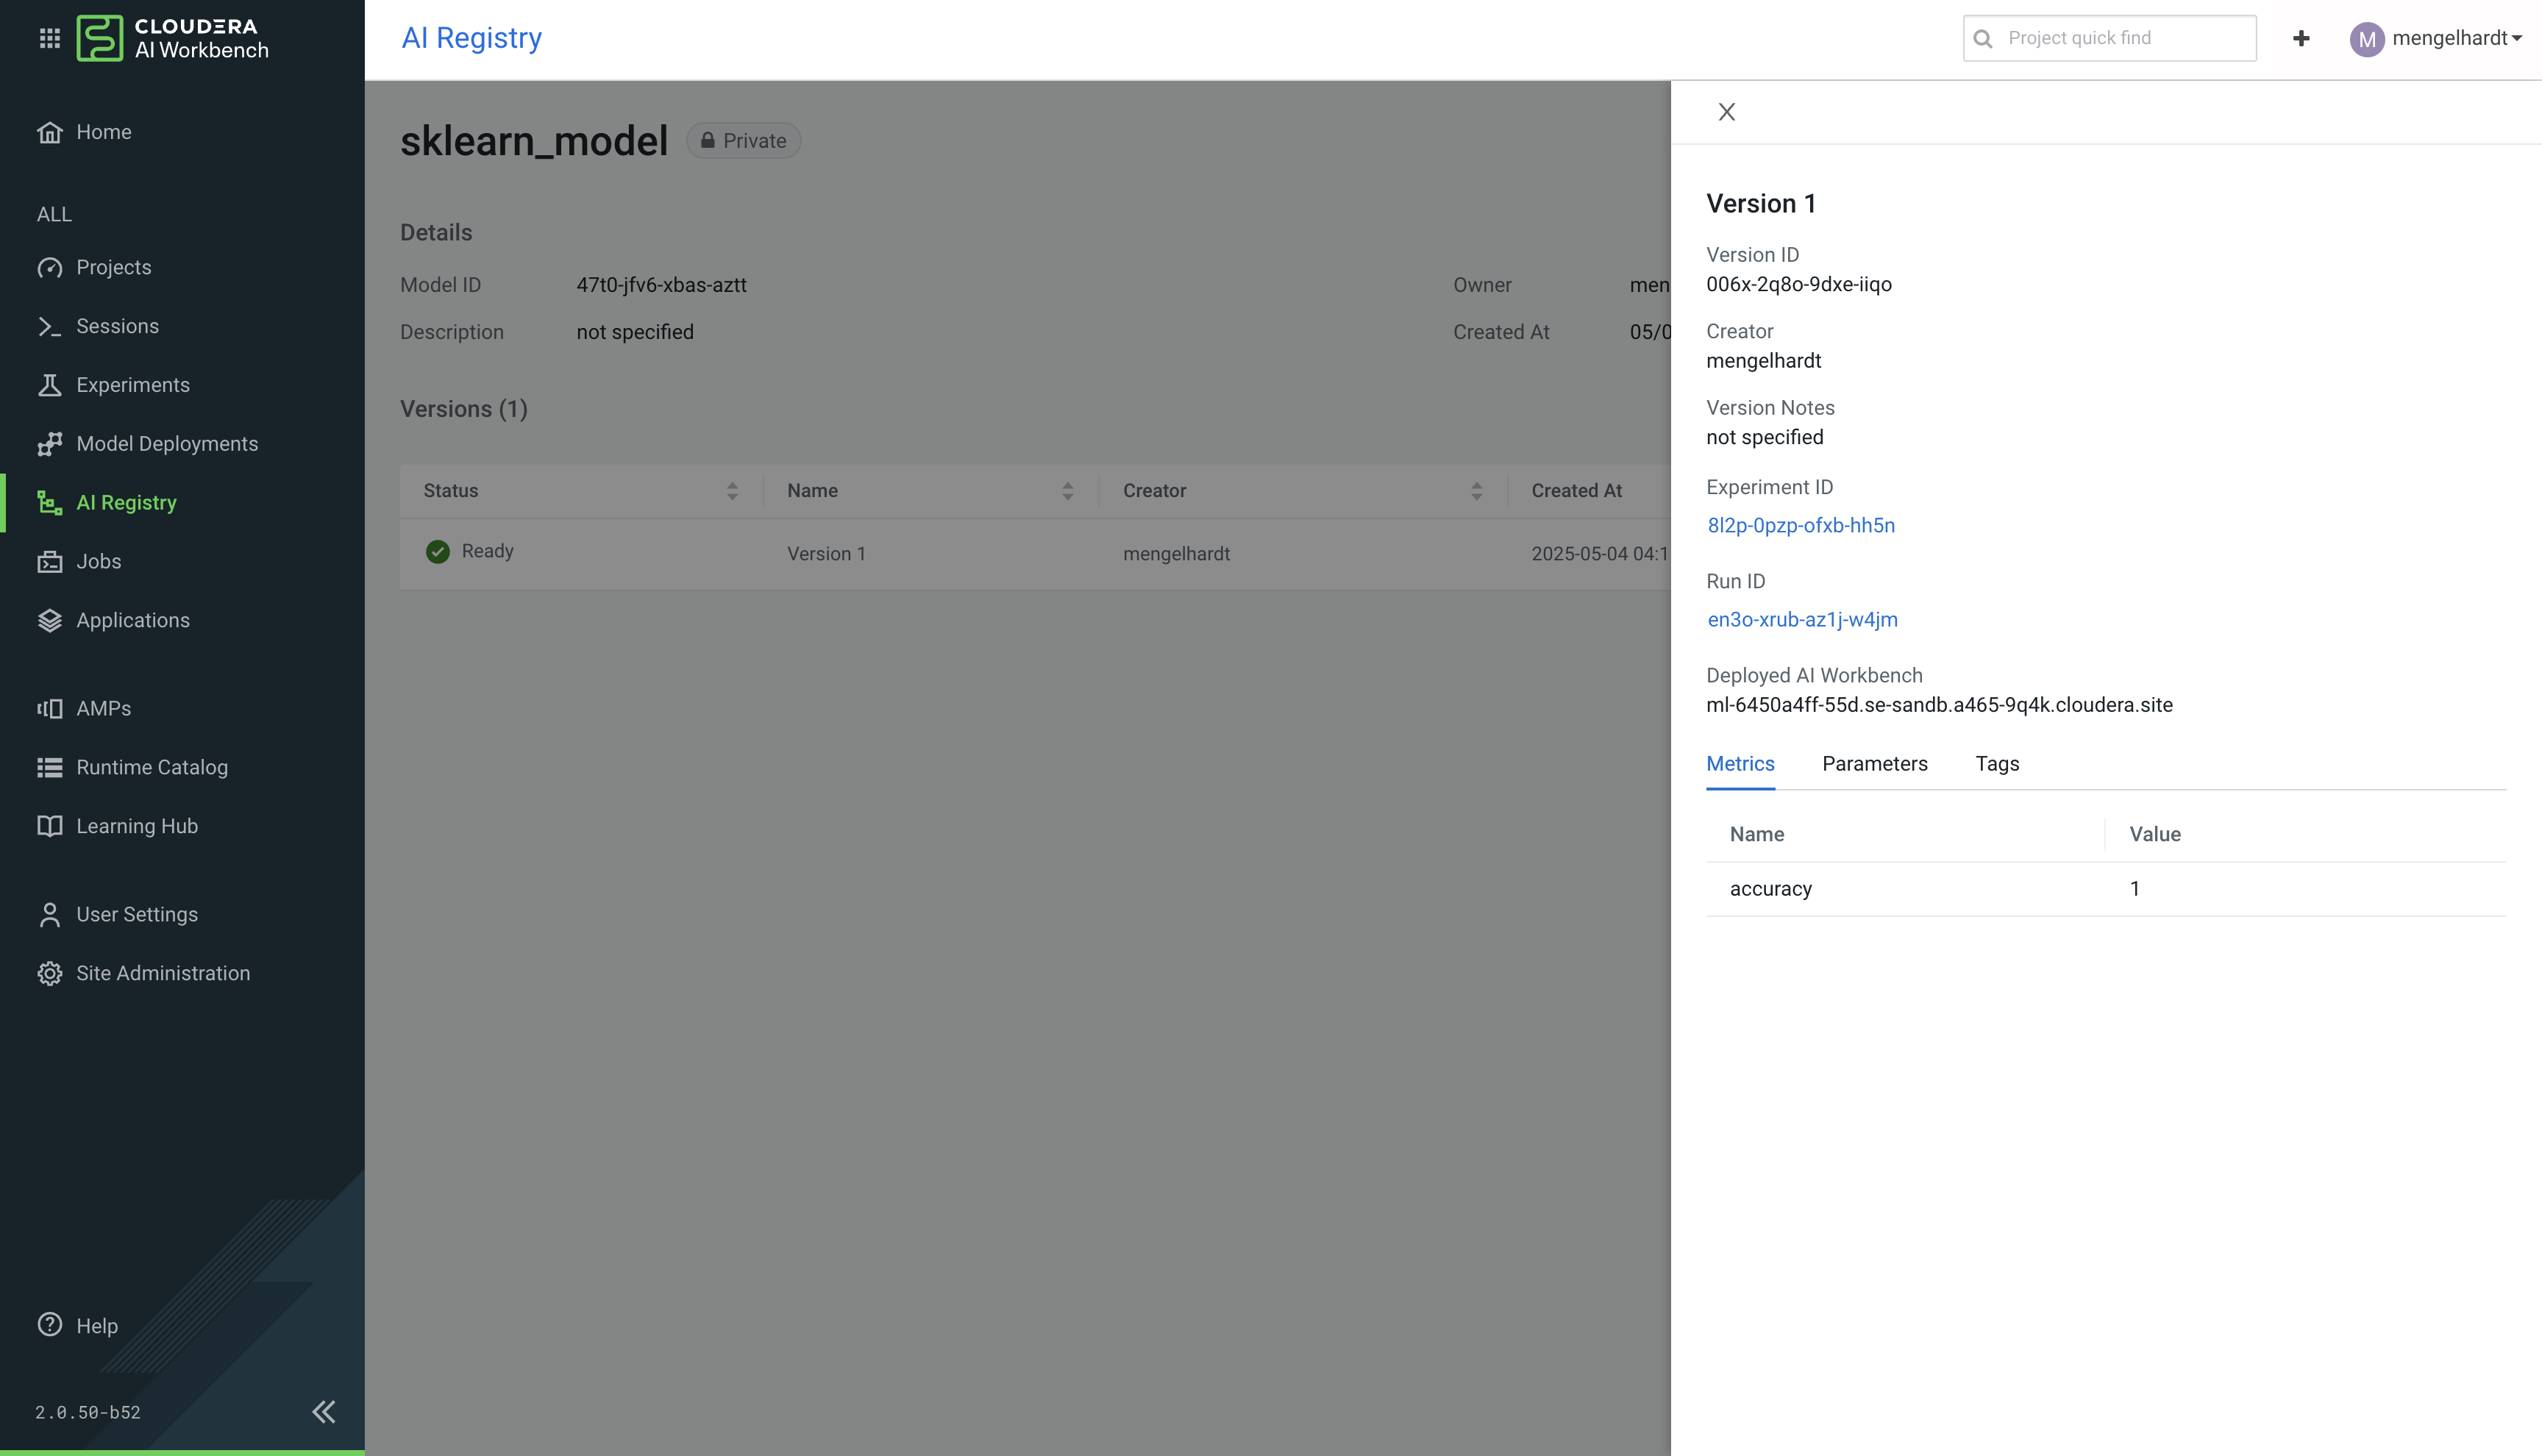 CLOUDERA
AI Workbench
AI Registry
Project quick find
M
mengelhardt
Home
ALL
Projects
Sessions
Experiments
Model Deployments
AI Registry
Jobs
Applications
AMPs
Runtime Catalog
Learning Hub
User Settings
Site Administration
Help
2.0.50-b52
sklearn_model
Private
Details
Model ID 47t0-jfv6-xbas-aztt Owner men
Description not specified Created At 05/0
Versions (1)
Status Name Creator Created At
Ready Version 1 mengelhardt 2025-05-04 04:1
Version 1
Version ID
006x-2q8o-9dxe-iiqo
Creator
mengelhardt
Version Notes
not specified
Experiment ID
8l2p-0pzp-ofxb-hh5n
Run ID
en3o-xrub-az1j-w4jm
Deployed AI Workbench
ml-6450a4ff-55d.se-sandb.a465-9q4k.cloudera.site
Metrics Parameters Tags
Name Value
accuracy 1